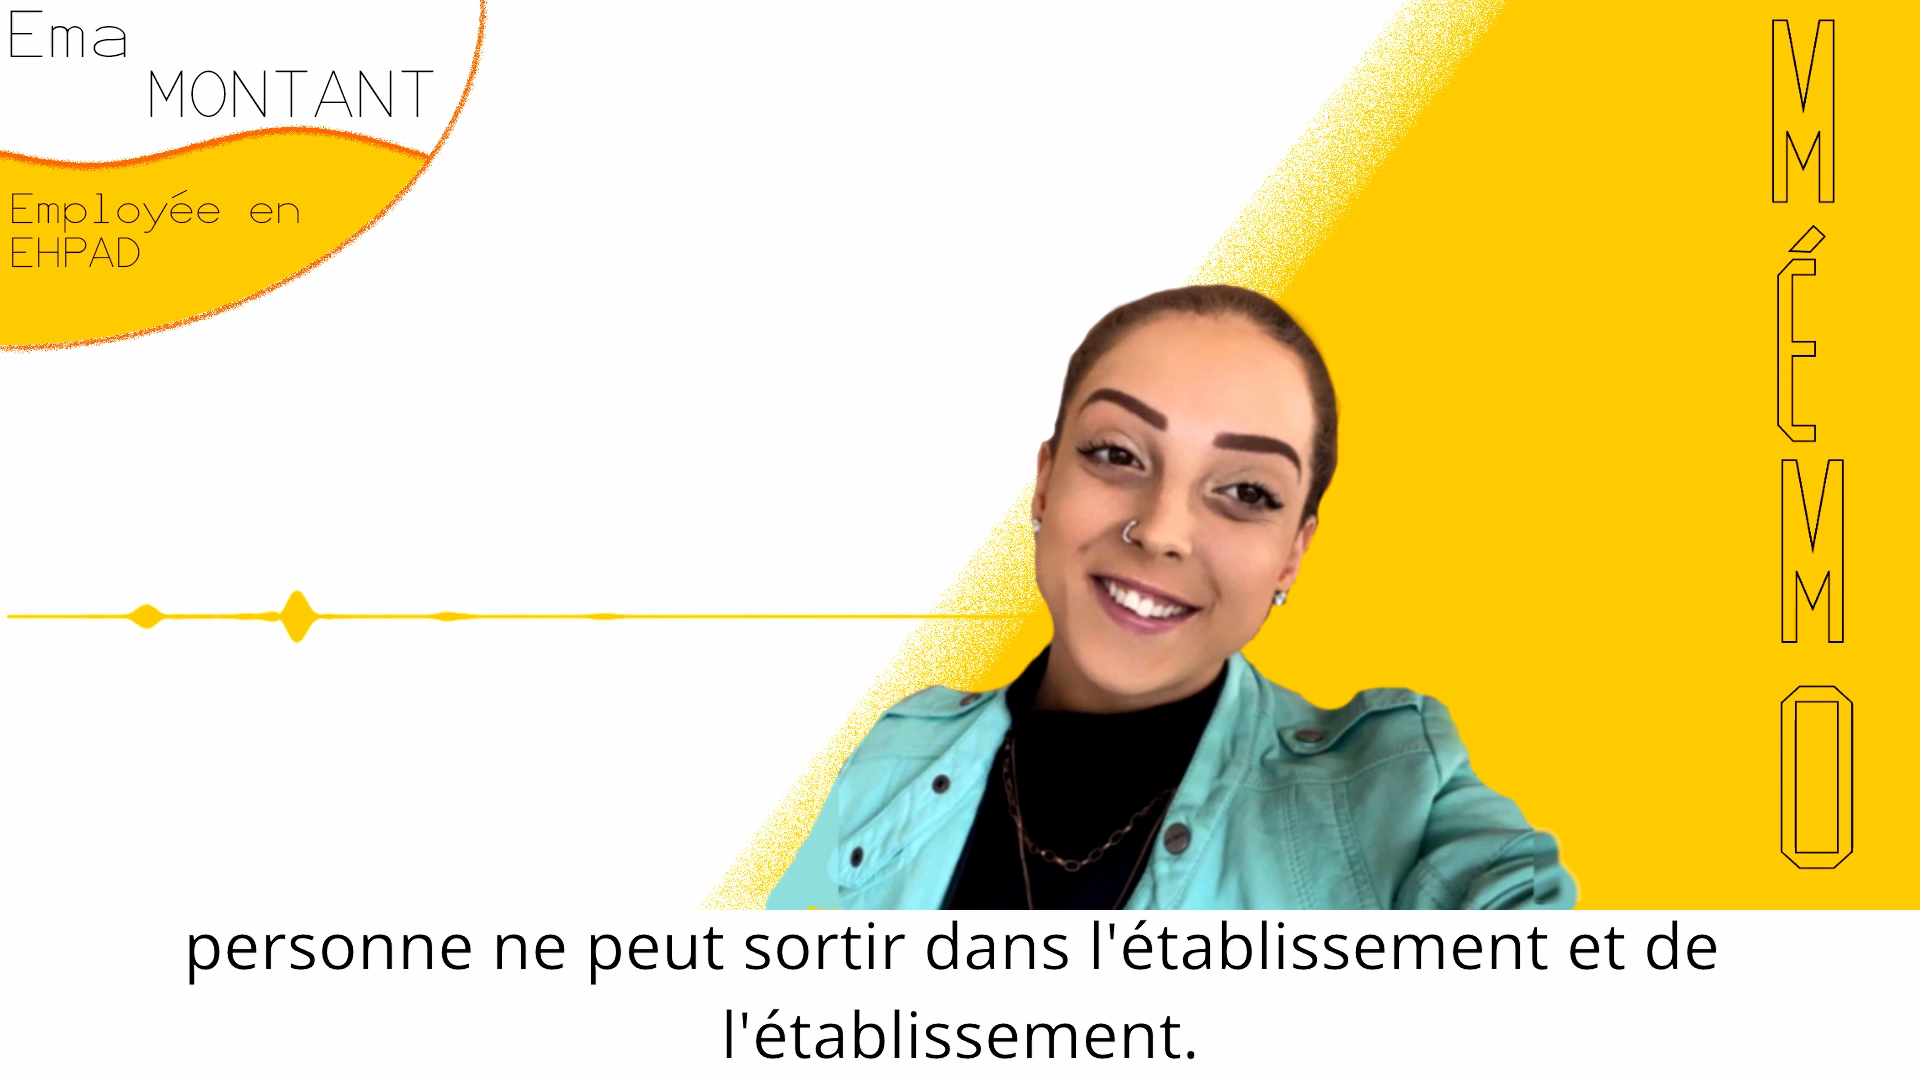 Ema
MONTANT
Employée en
EHPAD
MÉMO
personne ne peut sortir dans l'établissement et de
l'établissement.